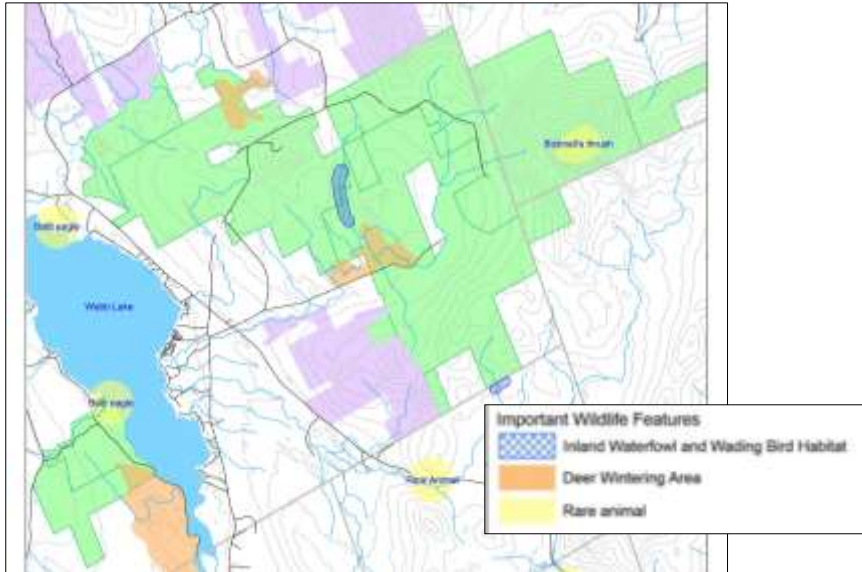 Bicknell's thrush
Bald eagle
Webb Lake
Bald eagle
Rare Animal
Important Wildlife Features
Inland Waterfowl and Wading Bird Habitat
Deer Wintering Area
Rare animal